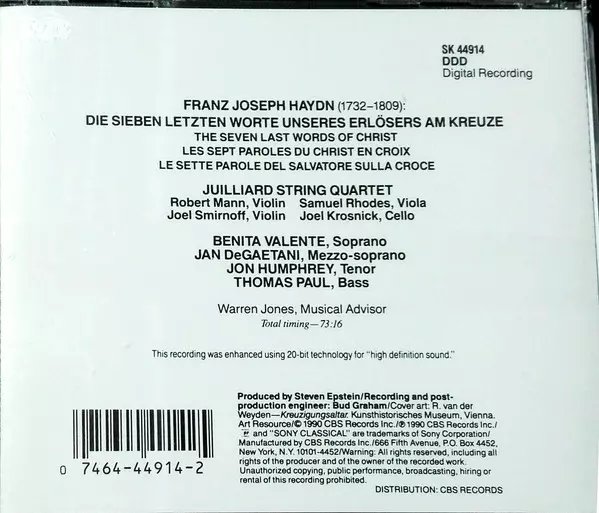 SK 44914
DDD
Digital Recording
FRANZ JOSEPH HAYDN (1732–1809):
DIE SIEBEN LETZTEN WORTE UNSERES ERLÖSERS AM KREUZE
THE SEVEN LAST WORDS OF CHRIST
LES SEPT PAROLES DU CHRIST EN CROIX
LE SETTE PAROLE DEL SALVATORE SULLA CROCE
JUILLIARD STRING QUARTET
Robert Mann, Violin Samuel Rhodes, Viola
Joel Smirnoff, Violin Joel Krosnick, Cello
BENITA VALENTE, Soprano
JAN DeGAETANI, Mezzo-soprano
JON HUMPHREY, Tenor
THOMAS PAUL, Bass
Warren Jones, Musical Advisor
Total timing—73:16
This recording was enhanced using 20-bit technology for "high definition sound."
Produced by Steven Epstein/Recording and post-
production engineer: Bud Graham/Cover art: R. van der
Weyden—Kreuzigungsaltar. Kunsthistorisches Museum, Vienna.
Art Resource/© 1990 CBS Records Inc./℗ 1990 CBS Records Inc./
and "SONY CLASSICAL" are trademarks of Sony Corporation/
Manufactured by CBS Records Inc./666 Fifth Avenue, P.O. Box 4452,
New York, N.Y. 10101-4452/Warning: All rights reserved, including all
rights of the producer and of the owner of the recorded work.
Unauthorized copying, public performance, broadcasting, hiring or
rental of this recording prohibited.
DISTRIBUTION: CBS RECORDS
0 7464-44914-2